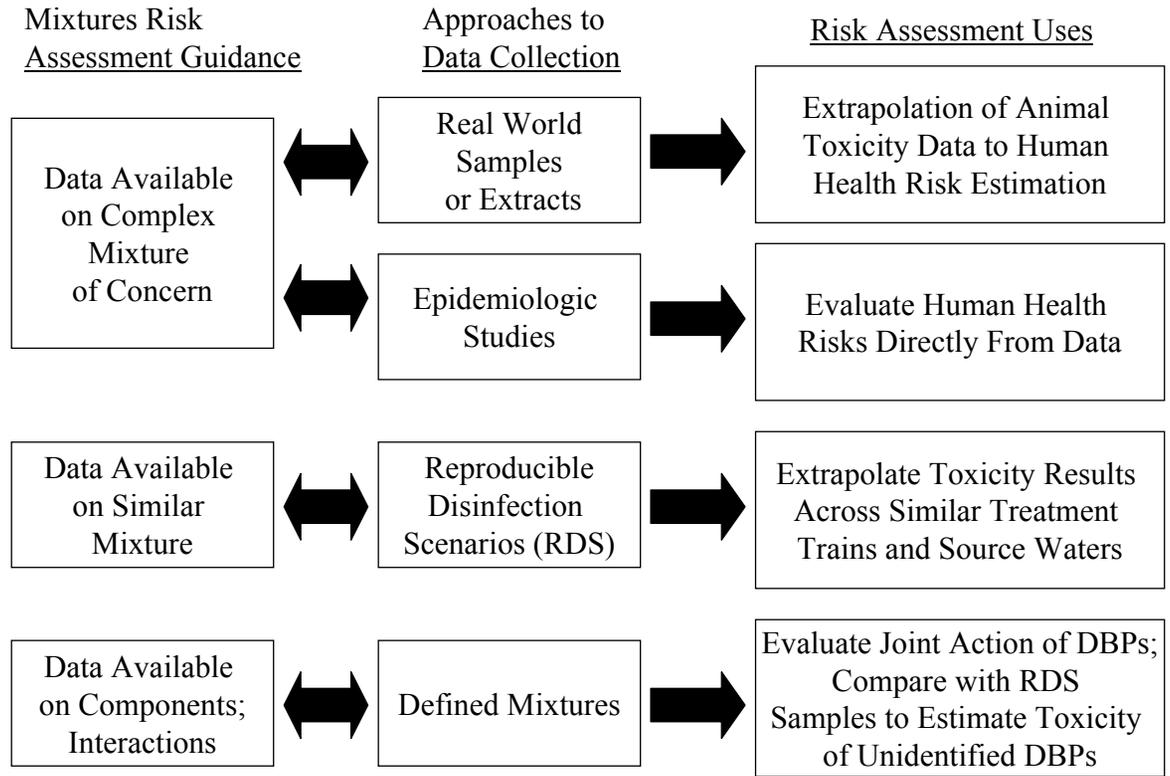 Mixtures Risk
Assessment Guidance
Approaches to
Data Collection
Risk Assessment Uses
Data Available
on Complex
Mixture
of Concern
Real World
Samples
or Extracts
Extrapolation of Animal
Toxicity Data to Human
Health Risk Estimation
Epidemiologic
Studies
Evaluate Human Health
Risks Directly From Data
Data Available
on Similar
Mixture
Reproducible
Disinfection
Scenarios (RDS)
Extrapolate Toxicity Results
Across Similar Treatment
Trains and Source Waters
Data Available
on Components;
Interactions
Defined Mixtures
Evaluate Joint Action of DBPs;
Compare with RDS
Samples to Estimate Toxicity
of Unidentified DBPs